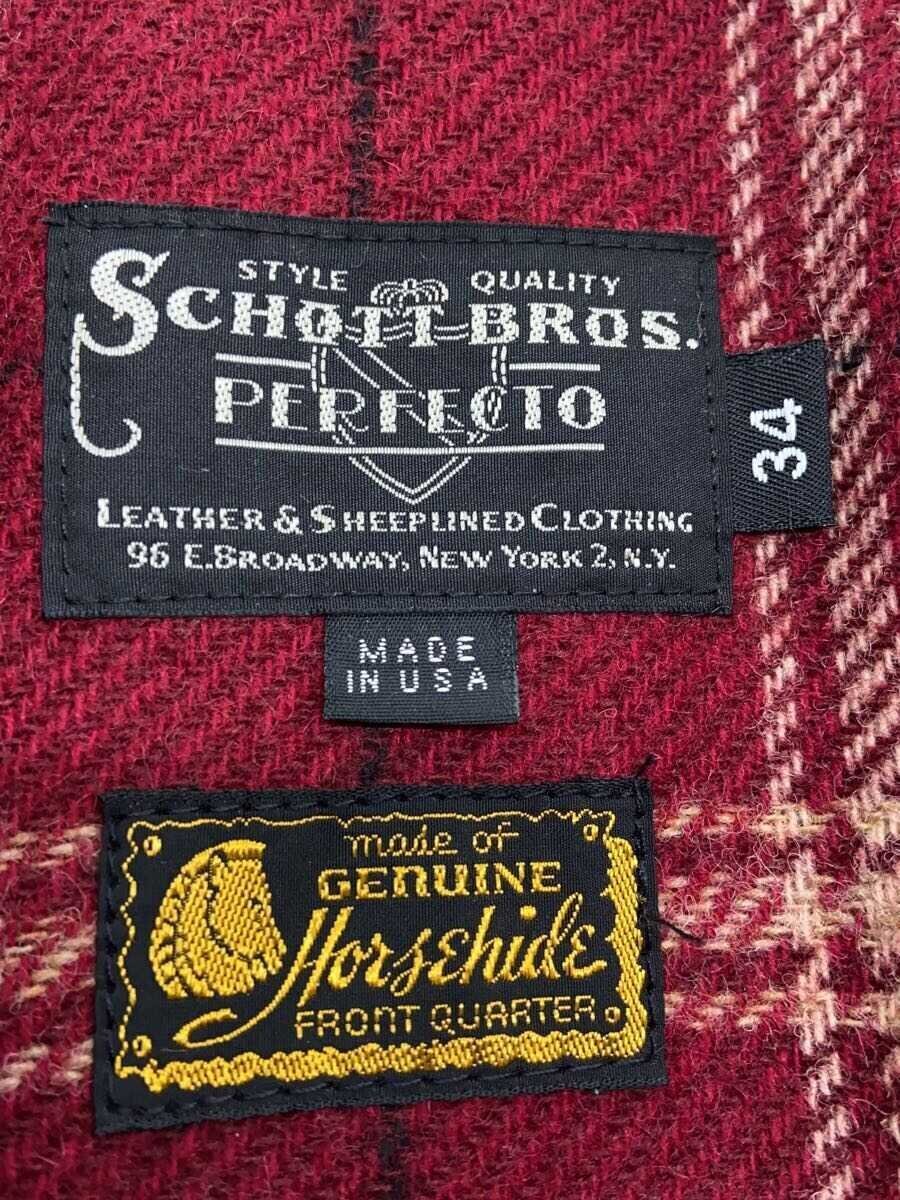 STYLE QUALITY
SCHOTT BROS.
PERFECTO
LEATHER & SHEEPLINED CLOTHING
96 E. BROADWAY, NEW YORK 2, N.Y.
34
MADE
IN USA
made of
GENUINE
Horsehide
FRONT QUARTER